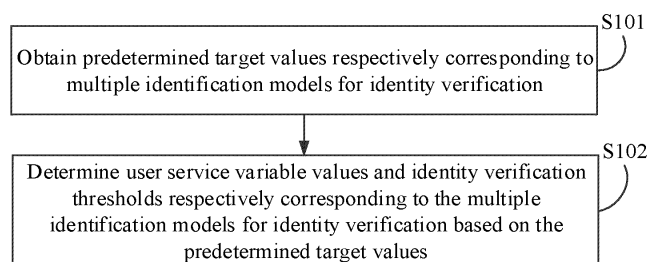 S101
Obtain predetermined target values respectively corresponding to
multiple identification models for identity verification
S102
Determine user service variable values and identity verification
thresholds respectively corresponding to the multiple
identification models for identity verification based on the
predetermined target values